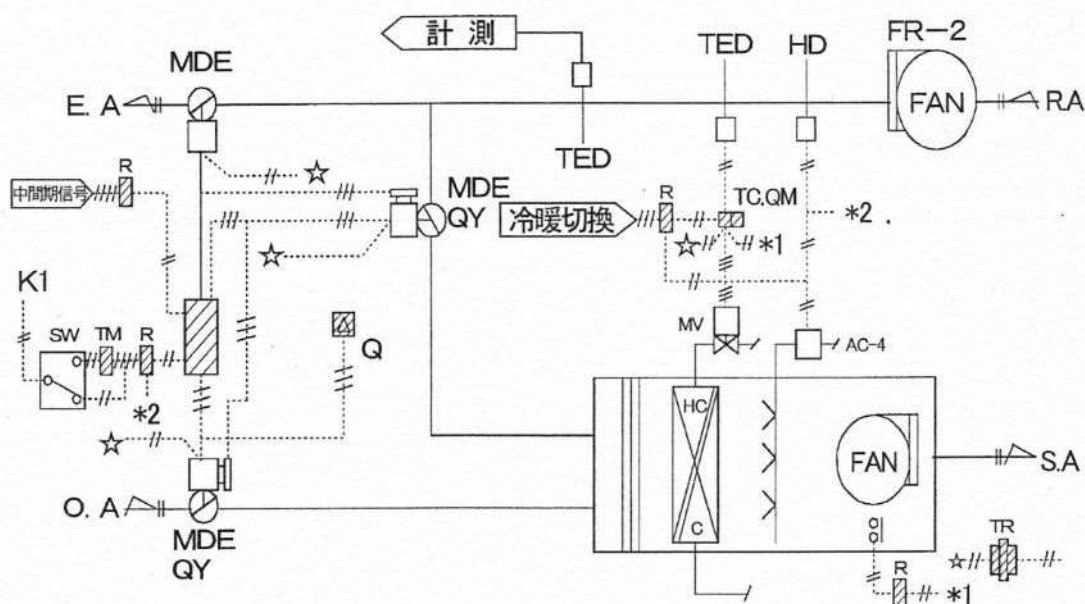 計測
MDE
TED
HD
FR-2
E. A
FAN
R.A
TED
中間期信号
R
MDE
QY
冷暖切換
R
TC.QM
*2
*1
K1
SW
TM
R
Q
MV
AC-4
*2
HC
FAN
S.A
C
O. A
MDE
QY
TR
R
*1